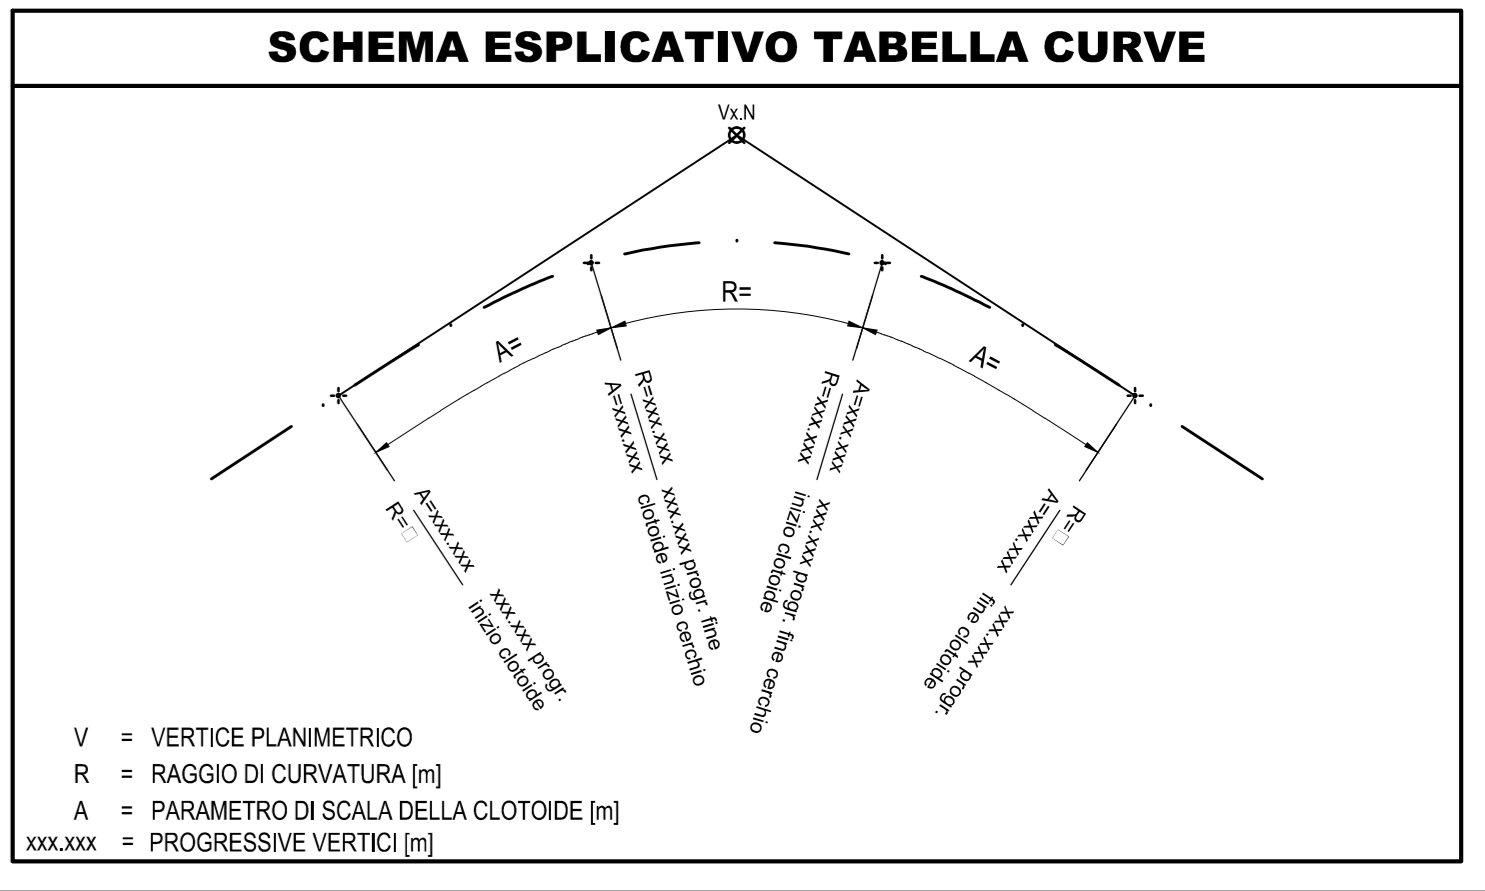 SCHEMA ESPLICATIVO TABELLA CURVE
Vx.N
R=
A=
A=
A=xxx.xxx
R=□
xxx.xxx progr.
inizio clotoide
R=xxx.xxx
A=xxx.xxx
xxx.xxx progr. fine
clotoide inizio cerchio
A=xxx.xxx
R=xxx.xxx
xxx.xxx progr. fine cerchio
inizio clotoide
R=□
A=xxx.xxx
xxx.xxx progr.
fine clotoide
V = VERTICE PLANIMETRICO
R = RAGGIO DI CURVATURA [m]
A = PARAMETRO DI SCALA DELLA CLOTOIDE [m]
xxx.xxx = PROGRESSIVE VERTICI [m]